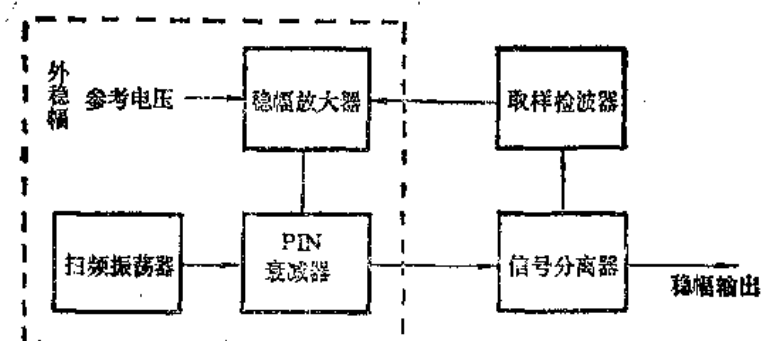 外稳幅
参考电压
稳幅放大器
取样检波器
扫频振荡器
PIN
衰减器
信号分离器
稳幅输出